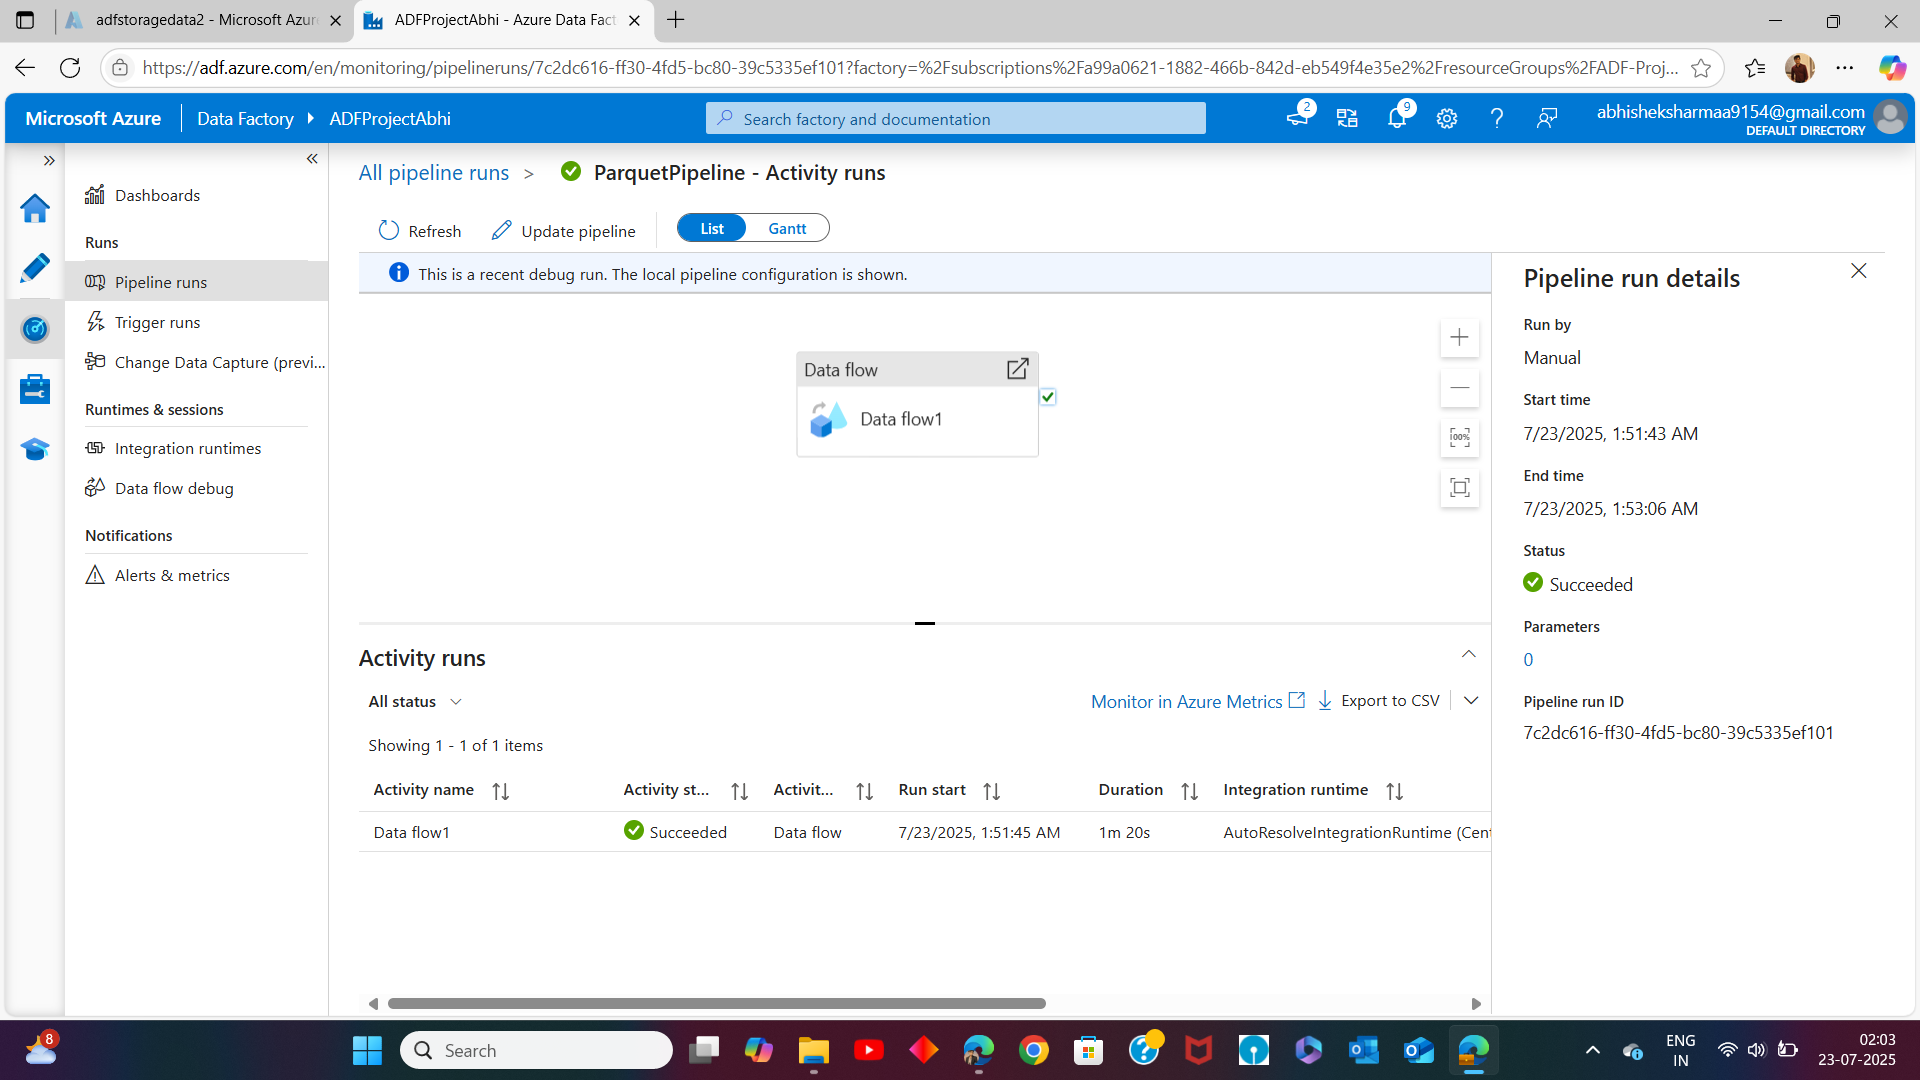 adfstoragedata2 - Microsoft Azur
ADFProjectAbhi - Azure Data Fact
https://adf.azure.com/en/monitoring/pipelineruns/7c2dc616-ff30-4fd5-bc80-39c5335ef101?factory=%2Fsubscriptions%2Fa99a0621-1882-466b-842d-eb549f4e35e2%2FresourceGroups%2FADF-Proj...
Microsoft Azure
Data Factory
ADFProjectAbhi
Search factory and documentation
2
9
abhisheksharmaa9154@gmail.com
DEFAULT DIRECTORY
Dashboards
Runs
Pipeline runs
Trigger runs
Change Data Capture (previ...
Runtimes & sessions
Integration runtimes
Data flow debug
Notifications
Alerts & metrics
All pipeline runs >
ParquetPipeline - Activity runs
Refresh
Update pipeline
List
Gantt
This is a recent debug run. The local pipeline configuration is shown.
Data flow
Data flow1
100%
Activity runs
All status
Monitor in Azure Metrics
Export to CSV
Showing 1 - 1 of 1 items
Activity name
Activity st...
Activit...
Run start
Duration
Integration runtime
Data flow1
Succeeded
Data flow
7/23/2025, 1:51:45 AM
1m 20s
AutoResolveIntegrationRuntime (Cent
Pipeline run details
Run by
Manual
Start time
7/23/2025, 1:51:43 AM
End time
7/23/2025, 1:53:06 AM
Status
Succeeded
Parameters
0
Pipeline run ID
7c2dc616-ff30-4fd5-bc80-39c5335ef101
8
Search
ENG
IN
02:03
23-07-2025